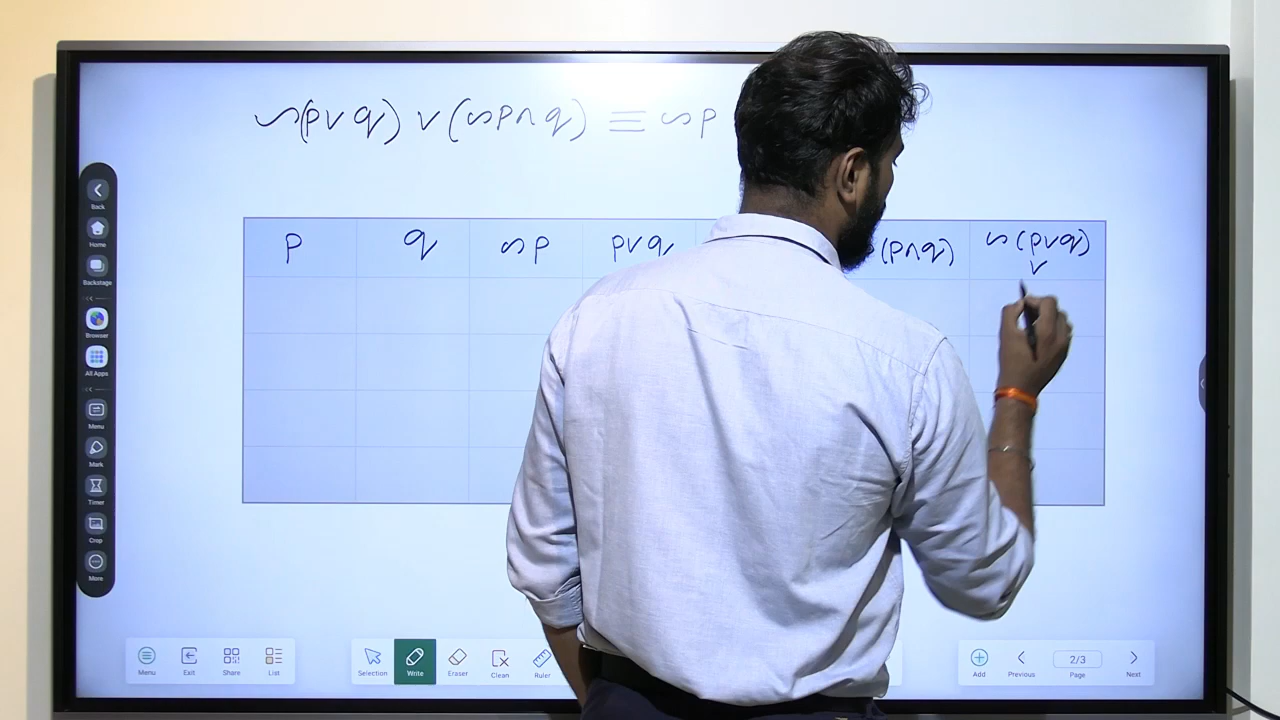 ∼(p∨q) ∨ (∼p∧q) ≡ ∼p
p q ∼p p∨q (p∧q) ∼(p∨q)
∨
Back
Home
Backstage
Browser
All Apps
Menu
Mark
Timer
Crop
More
Menu Exit Share List Selection Write Eraser Clean Ruler Add Previous 2/3 Page Next